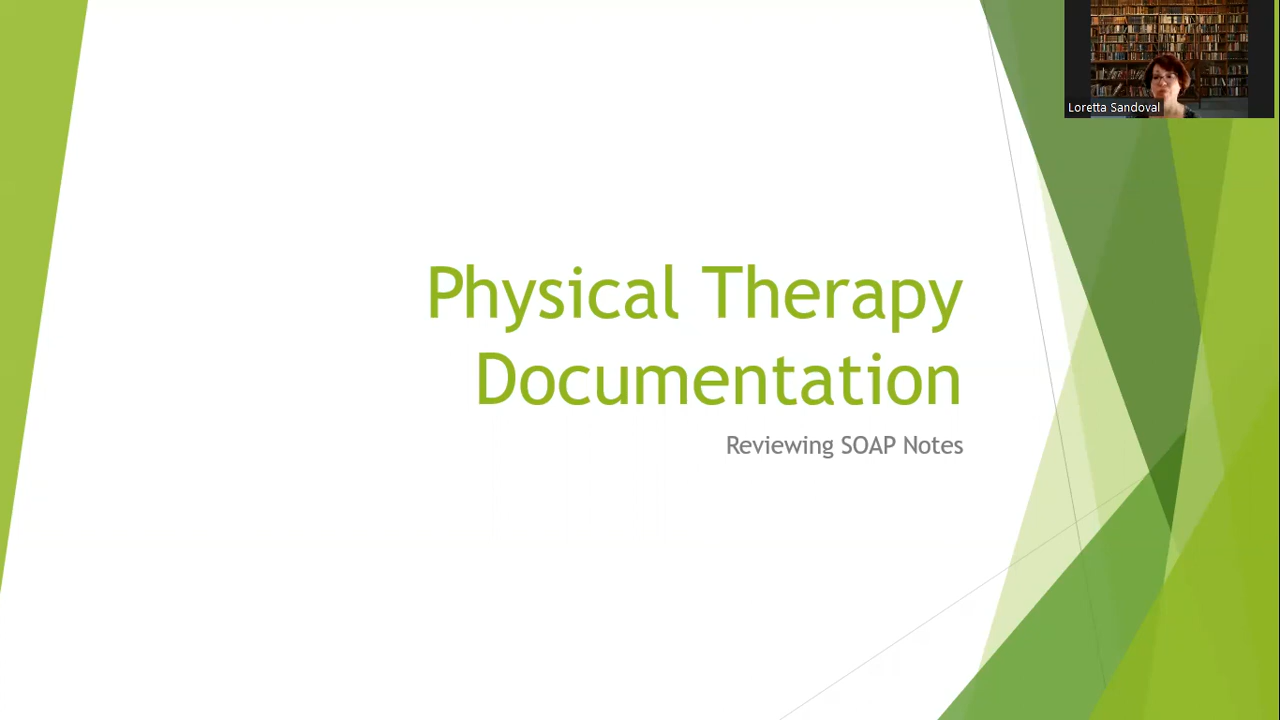 Loretta Sandoval
Physical Therapy
Documentation
Reviewing SOAP Notes